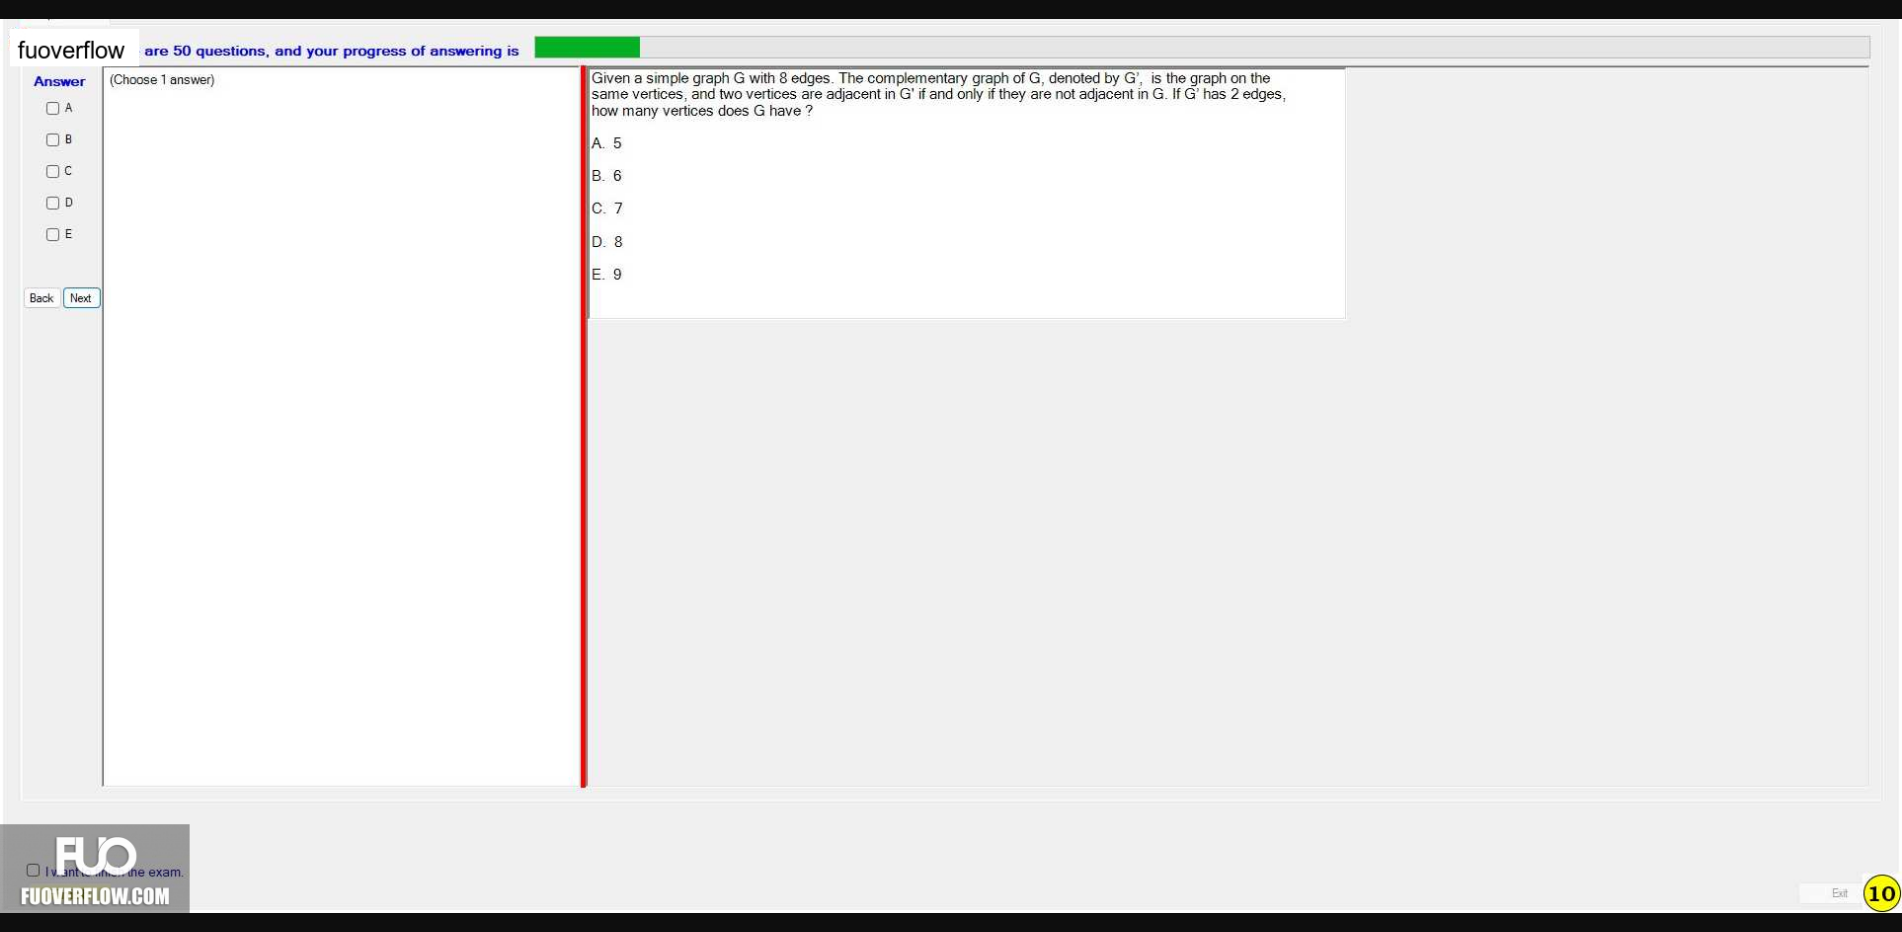 fuoverflow are 50 questions, and your progress of answering is
Answer
(Choose 1 answer)
A
B
C
D
E
Back Next
Given a simple graph G with 8 edges. The complementary graph of G, denoted by G', is the graph on the
same vertices, and two vertices are adjacent in G' if and only if they are not adjacent in G. If G' has 2 edges,
how many vertices does G have ?
A. 5
B. 6
C. 7
D. 8
E. 9
FUO
I want to finish the exam.
FUOVERFLOW.COM
Exit
10